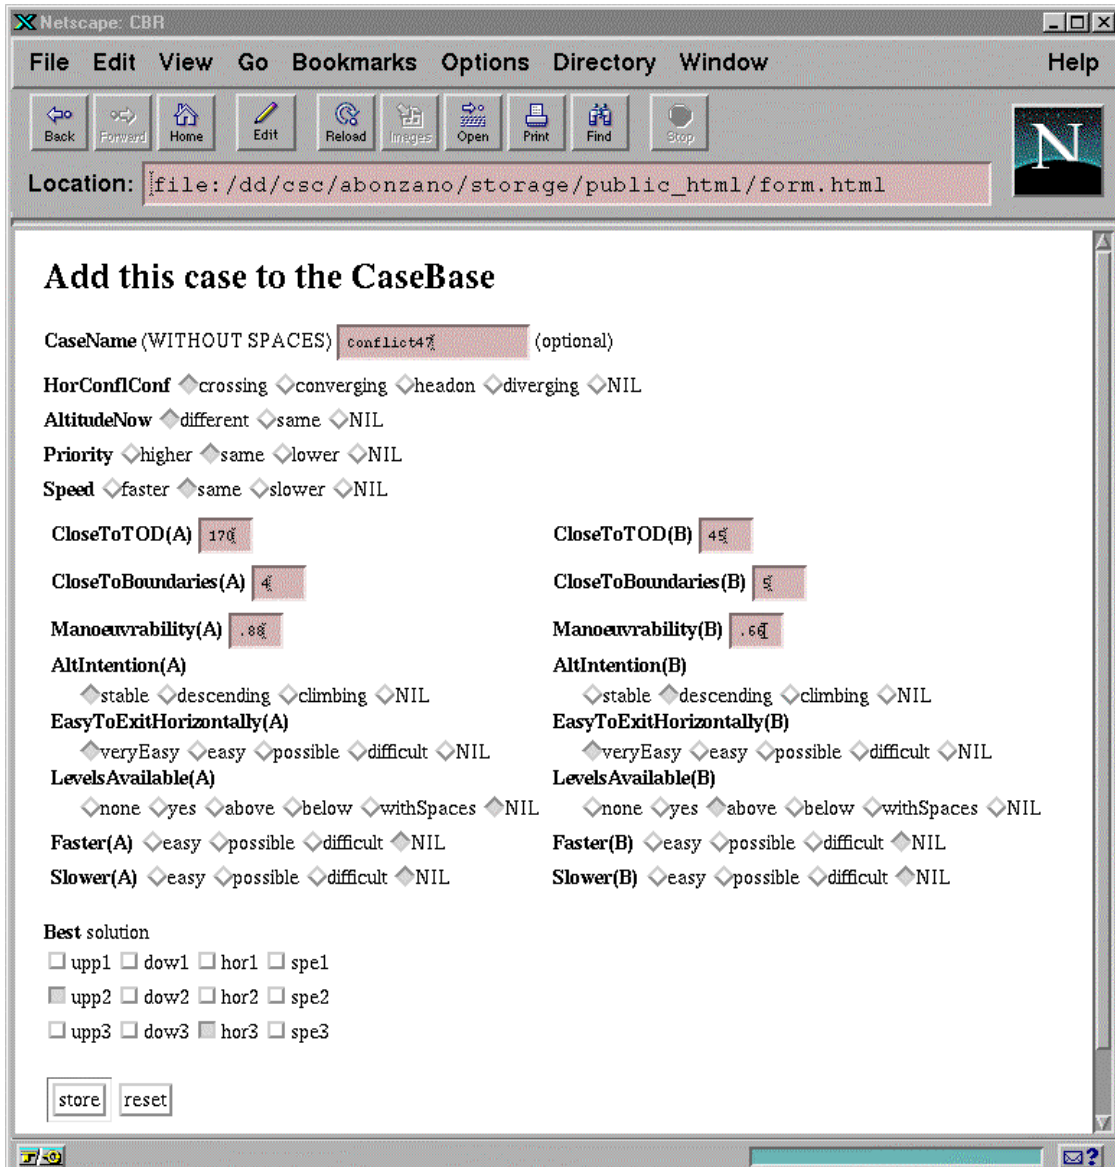 Netscape: CBR
File Edit View Go Bookmarks Options Directory Window Help
Back Forward Home Edit Reload Images Open Print Find Stop
N
Location: file:/dd/csc/abonzano/storage/public_html/form.html
Add this case to the CaseBase
CaseName (WITHOUT SPACES) conflict47 (optional)
HorConflConf crossing converging headon diverging NIL
AltitudeNow different same NIL
Priority higher same lower NIL
Speed faster same slower NIL
CloseToTOD(A) 170 CloseToTOD(B) 45
CloseToBoundaries(A) 4 CloseToBoundaries(B) 5
Manoeuvrability(A) .88 Manoeuvrability(B) .66
AltIntention(A) AltIntention(B)
stable descending climbing NIL stable descending climbing NIL
EasyToExitHorizontally(A) EasyToExitHorizontally(B)
veryEasy easy possible difficult NIL veryEasy easy possible difficult NIL
LevelsAvailable(A) LevelsAvailable(B)
none yes above below withSpaces NIL none yes above below withSpaces NIL
Faster(A) easy possible difficult NIL Faster(B) easy possible difficult NIL
Slower(A) easy possible difficult NIL Slower(B) easy possible difficult NIL
Best solution
upp1 dow1 hor1 spe1
upp2 dow2 hor2 spe2
upp3 dow3 hor3 spe3
store reset
?